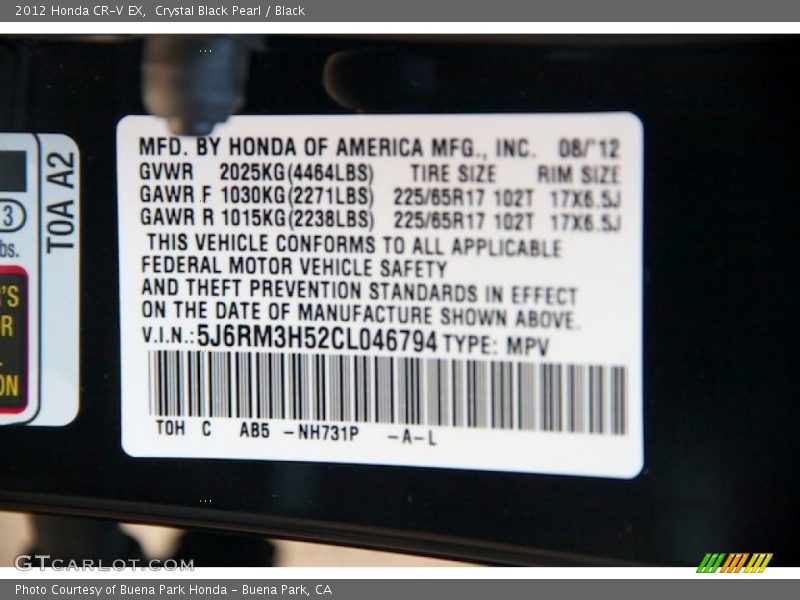 2012 Honda CR-V EX, Crystal Black Pearl / Black
MFD. BY HONDA OF AMERICA MFG., INC. 08/'12
GVWR 2025KG(4464LBS) TIRE SIZE RIM SIZE
GAWR F 1030KG(2271LBS) 225/65R17 102T 17X6.5J
GAWR R 1015KG(2238LBS) 225/65R17 102T 17X6.5J
THIS VEHICLE CONFORMS TO ALL APPLICABLE
FEDERAL MOTOR VEHICLE SAFETY
AND THEFT PREVENTION STANDARDS IN EFFECT
ON THE DATE OF MANUFACTURE SHOWN ABOVE.
V.I.N.:5J6RM3H52CL046794 TYPE: MPV
TOH C AB5 -NH731P -A-L
T0A A2
3
lbs.
'S
R
ON
GTCARLOT.COM
Photo Courtesy of Buena Park Honda - Buena Park, CA